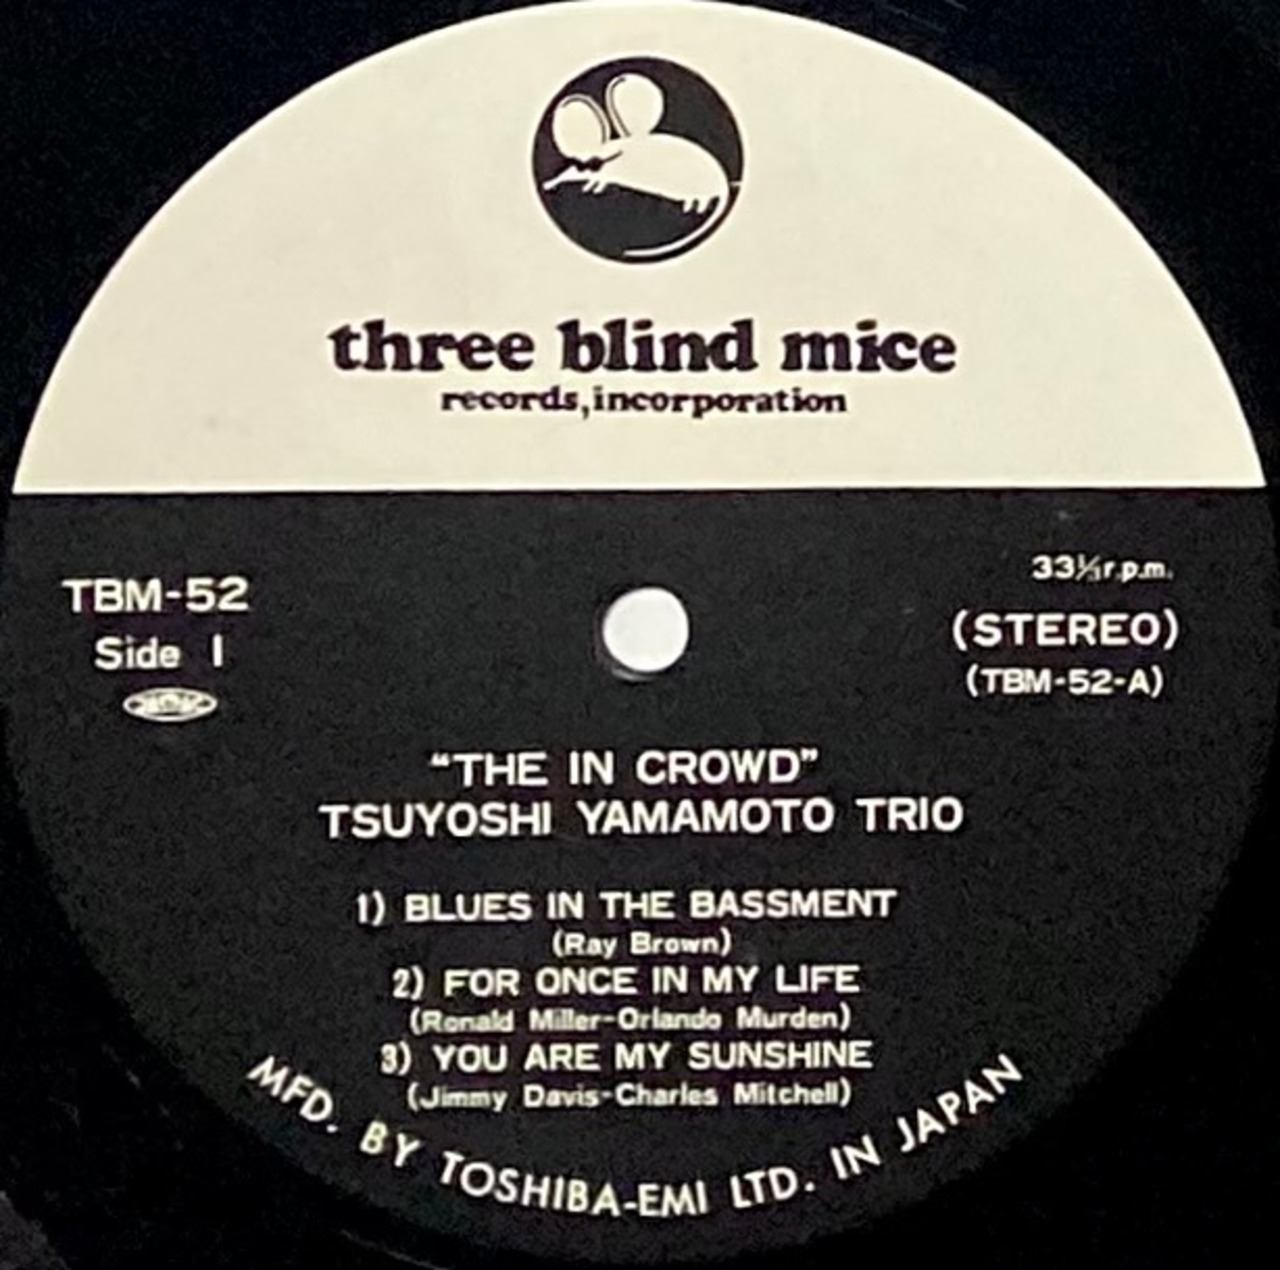 three blind mice
records, incorporation
TBM-52
Side 1
33⅓ r.p.m.
(STEREO)
(TBM-52-A)
“THE IN CROWD”
TSUYOSHI YAMAMOTO TRIO
1) BLUES IN THE BASSMENT
(Ray Brown)
2) FOR ONCE IN MY LIFE
(Ronald Miller-Orlando Murden)
3) YOU ARE MY SUNSHINE
(Jimmy Davis-Charles Mitchell)
MFD. BY TOSHIBA-EMI LTD. IN JAPAN